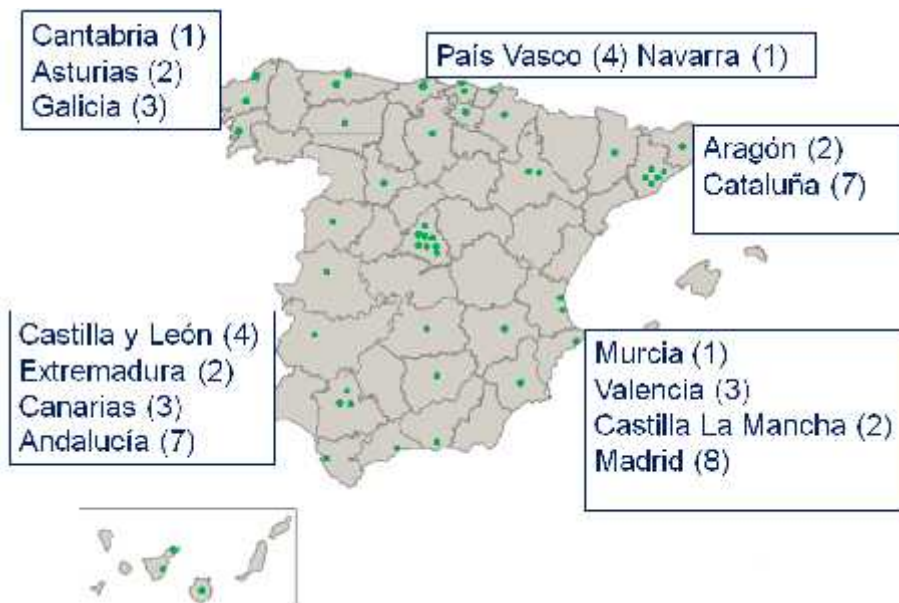 Cantabria (1)
Asturias (2)
Galicia (3)
País Vasco (4) Navarra (1)
Aragón (2)
Cataluña (7)
Castilla y León (4)
Extremadura (2)
Canarias (3)
Andalucía (7)
Murcia (1)
Valencia (3)
Castilla La Mancha (2)
Madrid (8)